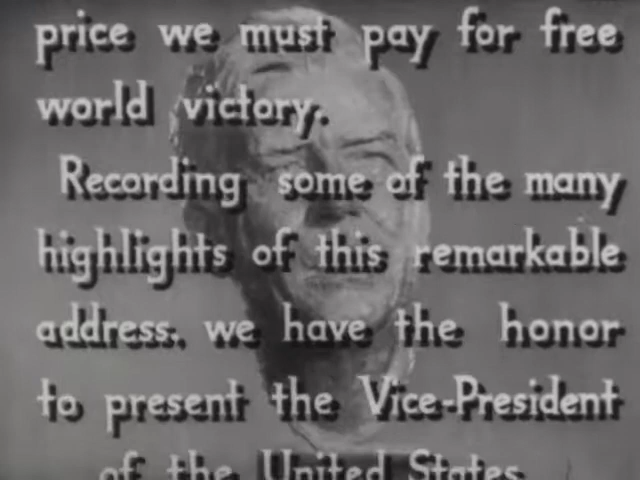 price we must pay for free
world victory.
Recording some of the many
highlights of this remarkable
address, we have the honor
to present the Vice-President
of the United States